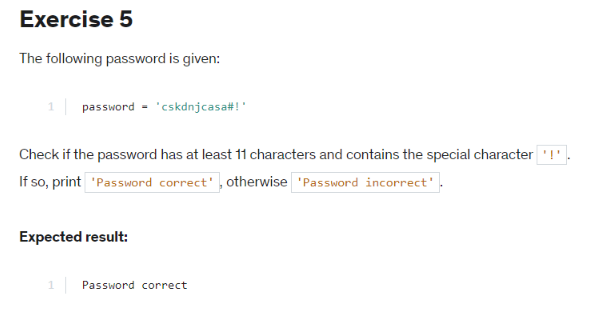 Exercise 5
The following password is given:
1 password = 'cskdnjcasa#!'
Check if the password has at least 11 characters and contains the special character '!'.
If so, print 'Password correct', otherwise 'Password incorrect'.
Expected result:
1 Password correct